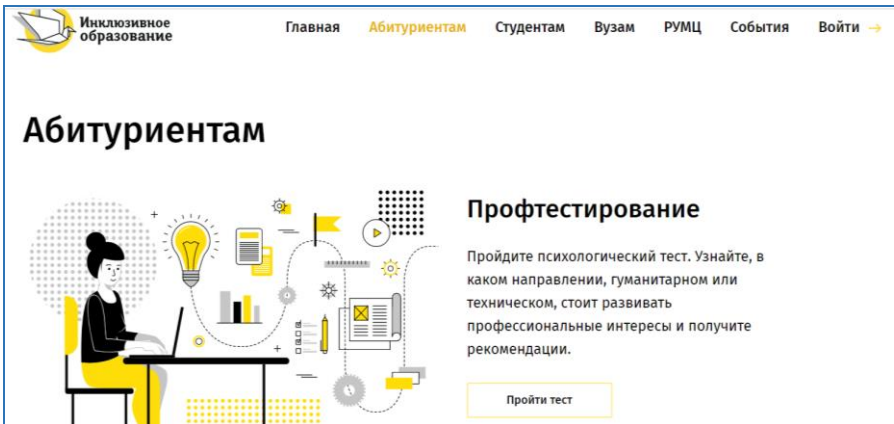 Инклюзивное
образование
Главная Абитуриентам Студентам Вузам РУМЦ События Войти →
Абитуриентам
Профтестирование
Пройдите психологический тест. Узнайте, в
каком направлении, гуманитарном или
техническом, стоит развивать
профессиональные интересы и получите
рекомендации.
Пройти тест